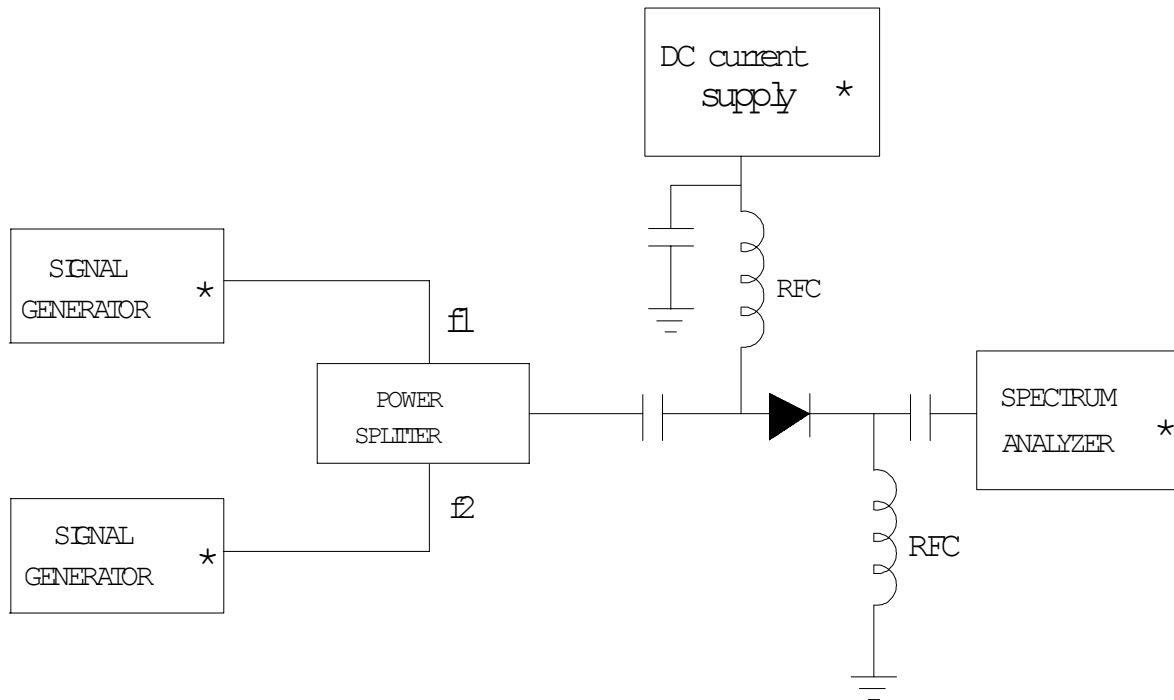 DC current
supply *
SIGNAL
GENERATOR *
RFC
f1
POWER
SPLITTER
SPECTRUM
ANALYZER *
f2
SIGNAL
GENERATOR *
RFC